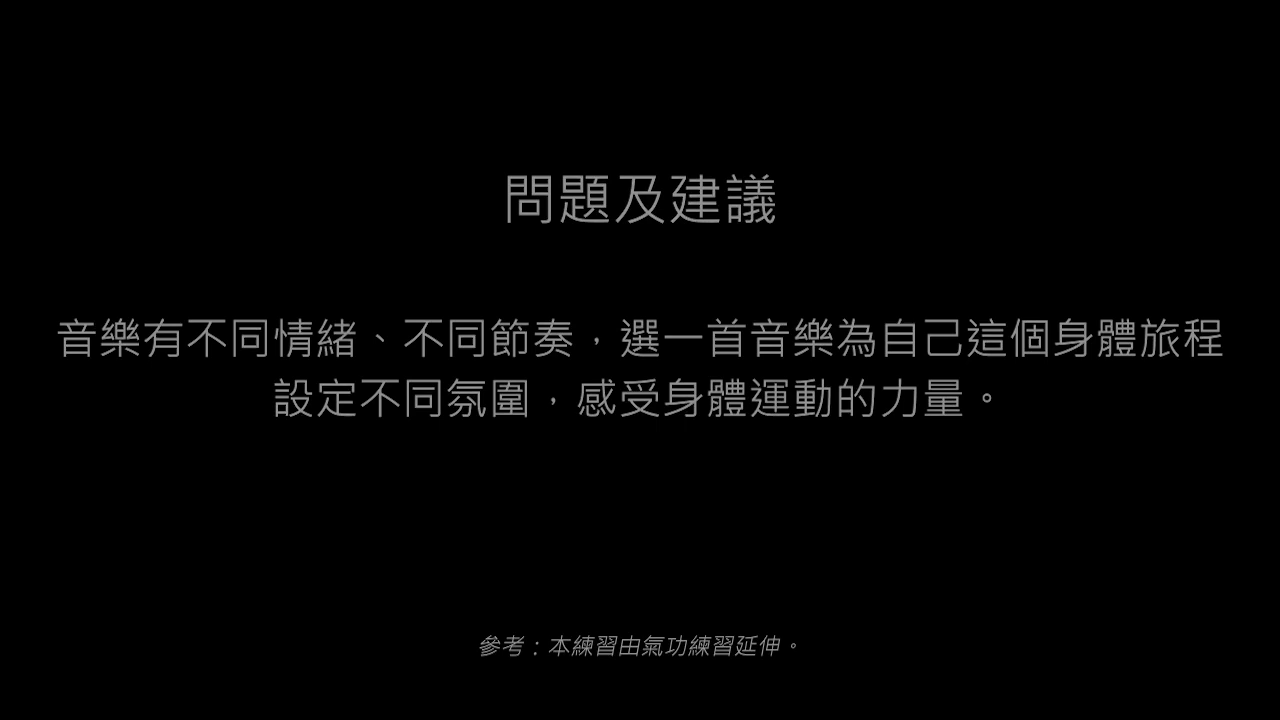 問題及建議
音樂有不同情緒、不同節奏，選一首音樂為自己這個身體旅程
設定不同氛圍，感受身體運動的力量。
參考：本練習由氣功練習延伸。